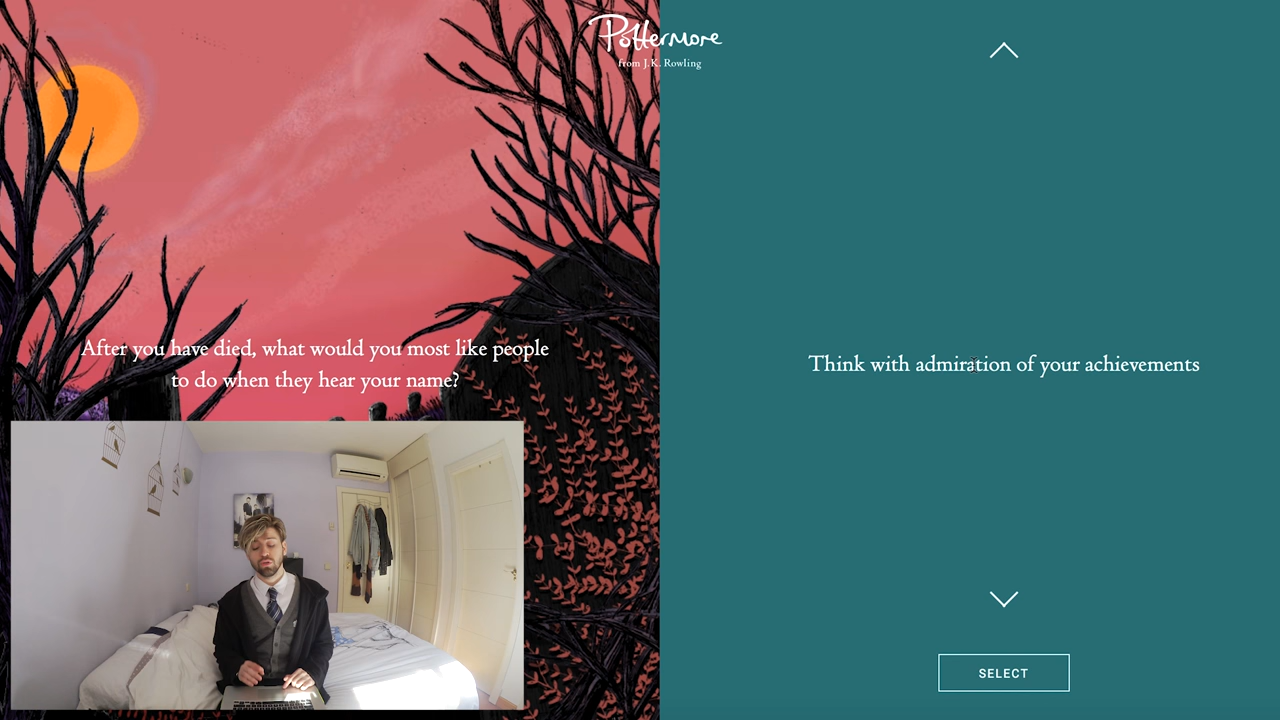 Pottermore
from J.K. Rowling
After you have died, what would you most like people
to do when they hear your name?
Think with admiration of your achievements
SELECT